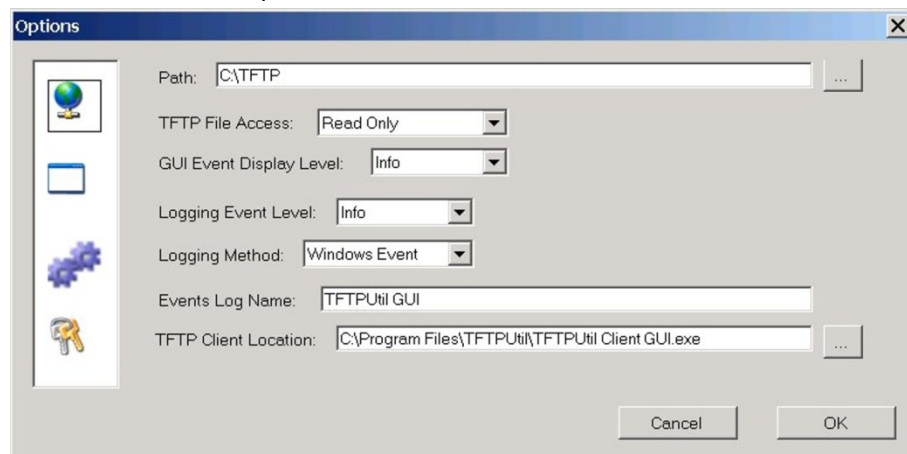 Options
Path: C:\TFTP ...
TFTP File Access: Read Only
GUI Event Display Level: Info
Logging Event Level: Info
Logging Method: Windows Event
Events Log Name: TFTPUtil GUI
TFTP Client Location: C:\Program Files\TFTPUtil\TFTPUtil Client GUI.exe ...
Cancel OK